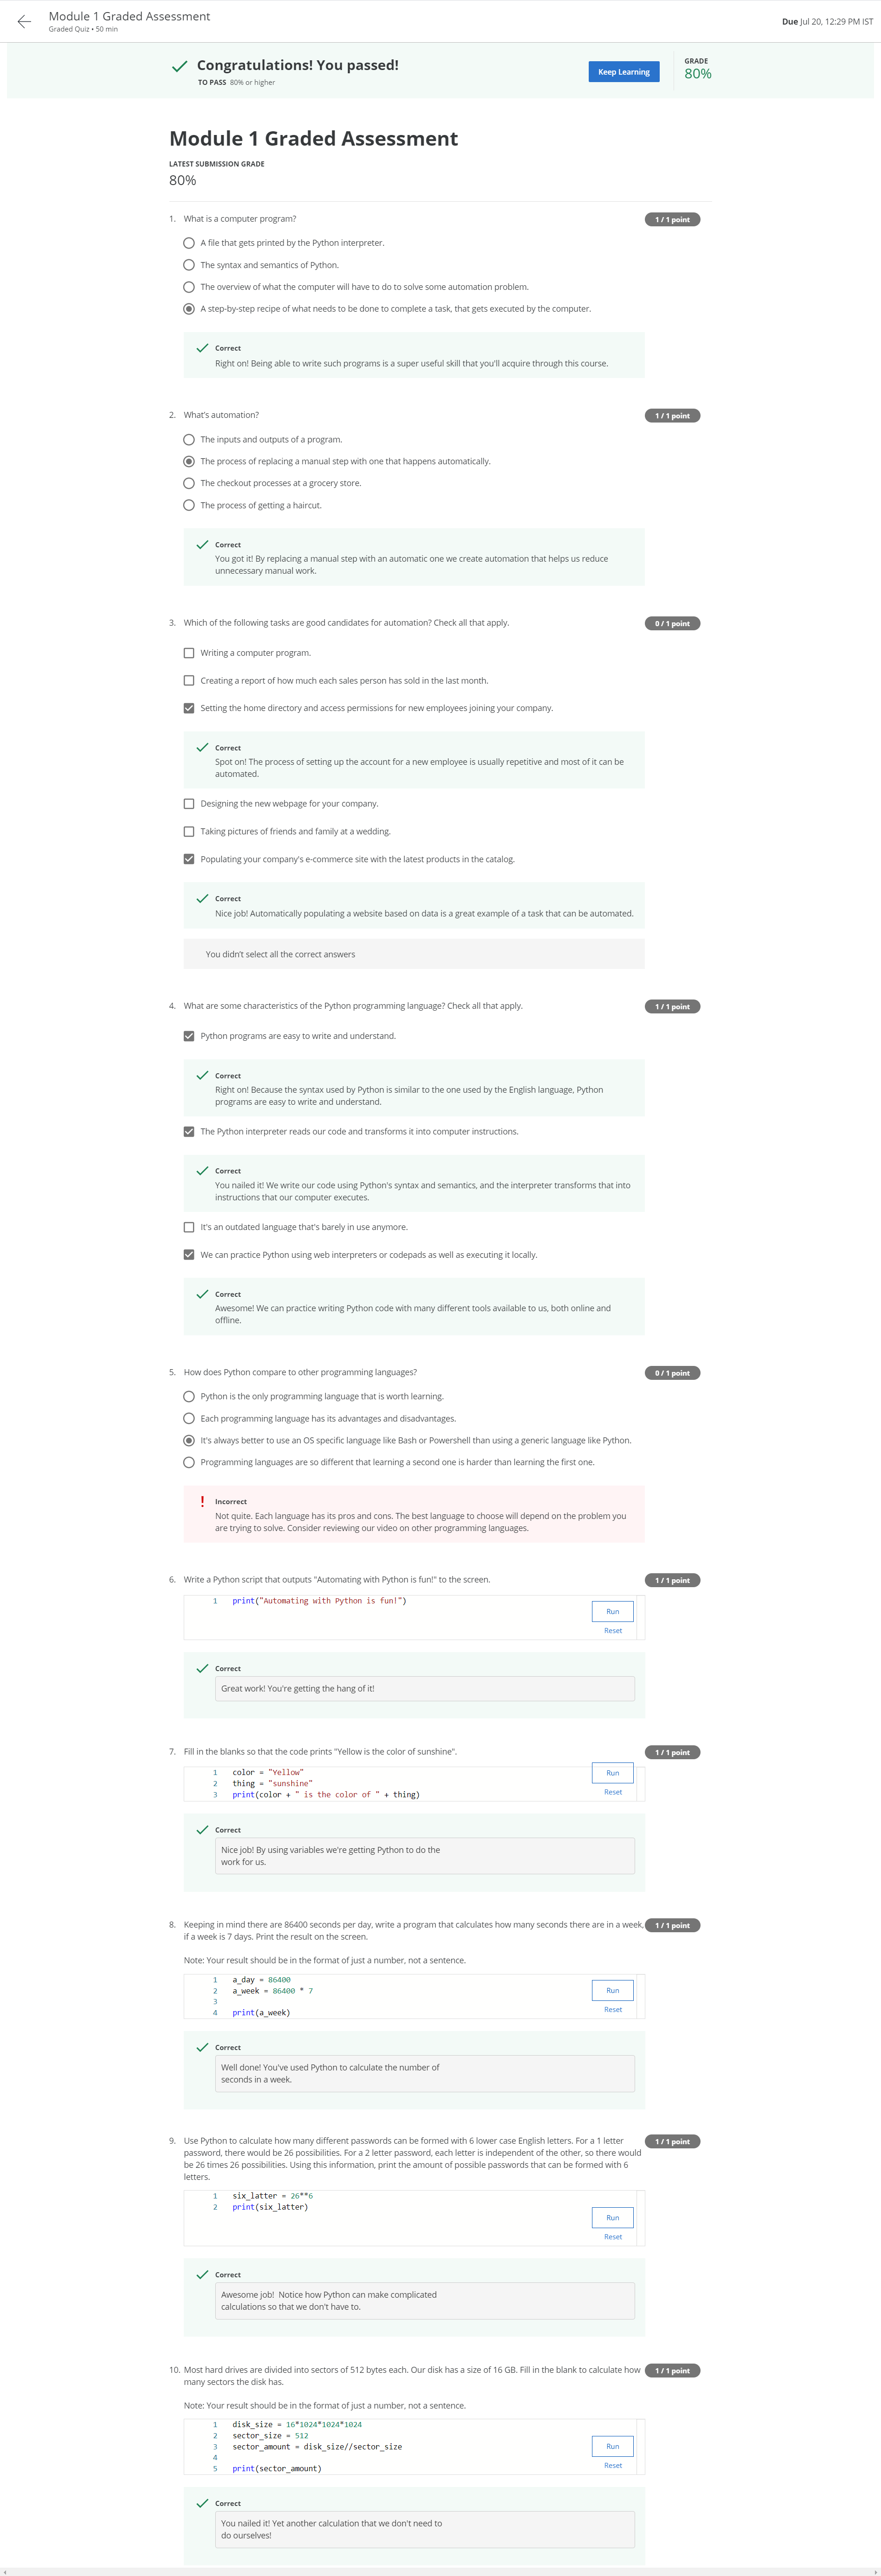 Module 1 Graded Assessment
Graded Quiz • 50 min
Due Jul 20, 12:29 PM IST
Congratulations! You passed!
TO PASS 80% or higher
Keep Learning
GRADE
80%
Module 1 Graded Assessment
LATEST SUBMISSION GRADE
80%
1. What is a computer program?
1 / 1 point
A file that gets printed by the Python interpreter.
The syntax and semantics of Python.
The overview of what the computer will have to do to solve some automation problem.
A step-by-step recipe of what needs to be done to complete a task, that gets executed by the computer.
Correct
Right on! Being able to write such programs is a super useful skill that you'll acquire through this course.
2. What's automation?
1 / 1 point
The inputs and outputs of a program.
The process of replacing a manual step with one that happens automatically.
The checkout processes at a grocery store.
The process of getting a haircut.
Correct
You got it! By replacing a manual step with an automatic one we create automation that helps us reduce
unnecessary manual work.
3. Which of the following tasks are good candidates for automation? Check all that apply.
0 / 1 point
Writing a computer program.
Creating a report of how much each sales person has sold in the last month.
Setting the home directory and access permissions for new employees joining your company.
Correct
Spot on! The process of setting up the account for a new employee is usually repetitive and most of it can be
automated.
Designing the new webpage for your company.
Taking pictures of friends and family at a wedding.
Populating your company's e-commerce site with the latest products in the catalog.
Correct
Nice job! Automatically populating a website based on data is a great example of a task that can be automated.
You didn't select all the correct answers
4. What are some characteristics of the Python programming language? Check all that apply.
1 / 1 point
Python programs are easy to write and understand.
Correct
Right on! Because the syntax used by Python is similar to the one used by the English language, Python
programs are easy to write and understand.
The Python interpreter reads our code and transforms it into computer instructions.
Correct
You nailed it! We write our code using Python's syntax and semantics, and the interpreter transforms that into
instructions that our computer executes.
It's an outdated language that's barely in use anymore.
We can practice Python using web interpreters or codepads as well as executing it locally.
Correct
Awesome! We can practice writing Python code with many different tools available to us, both online and
offline.
5. How does Python compare to other programming languages?
0 / 1 point
Python is the only programming language that is worth learning.
Each programming language has its advantages and disadvantages.
It's always better to use an OS specific language like Bash or Powershell than using a generic language like Python.
Programming languages are so different that learning a second one is harder than learning the first one.
Incorrect
Not quite. Each language has its pros and cons. The best language to choose will depend on the problem you
are trying to solve. Consider reviewing our video on other programming languages.
6. Write a Python script that outputs "Automating with Python is fun!" to the screen.
1 / 1 point
1 print("Automating with Python is fun!")
Run
Reset
Correct
Great work! You're getting the hang of it!
7. Fill in the blanks so that the code prints "Yellow is the color of sunshine".
1 / 1 point
1 color = "Yellow"
2 thing = "sunshine"
3 print(color + " is the color of " + thing)
Run
Reset
Correct
Nice job! By using variables we're getting Python to do the
work for us.
8. Keeping in mind there are 86400 seconds per day, write a program that calculates how many seconds there are in a week,
if a week is 7 days. Print the result on the screen.
1 / 1 point
Note: Your result should be in the format of just a number, not a sentence.
1 a_day = 86400
2 a_week = 86400 * 7
3
4 print(a_week)
Run
Reset
Correct
Well done! You've used Python to calculate the number of
seconds in a week.
9. Use Python to calculate how many different passwords can be formed with 6 lower case English letters. For a 1 letter
password, there would be 26 possibilities. For a 2 letter password, each letter is independent of the other, so there would
be 26 times 26 possibilities. Using this information, print the amount of possible passwords that can be formed with 6
letters.
1 / 1 point
1 six_latter = 26**6
2 print(six_latter)
Run
Reset
Correct
Awesome job! Notice how Python can make complicated
calculations so that we don't have to.
10. Most hard drives are divided into sectors of 512 bytes each. Our disk has a size of 16 GB. Fill in the blank to calculate how
many sectors the disk has.
1 / 1 point
Note: Your result should be in the format of just a number, not a sentence.
1 disk_size = 16*1024*1024*1024
2 sector_size = 512
3 sector_amount = disk_size//sector_size
4
5 print(sector_amount)
Run
Reset
Correct
You nailed it! Yet another calculation that we don't need to
do ourselves!